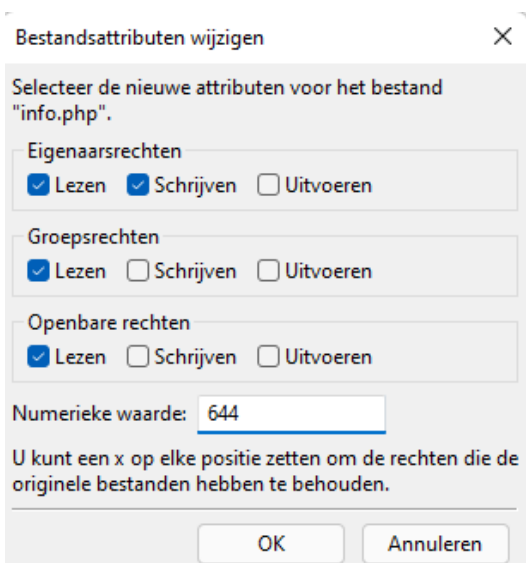 Bestandsattributen wijzigen
Selecteer de nieuwe attributen voor het bestand
"info.php".
Eigenaarsrechten
Lezen Schrijven Uitvoeren
Groepsrechten
Lezen Schrijven Uitvoeren
Openbare rechten
Lezen Schrijven Uitvoeren
Numerieke waarde: 644
U kunt een x op elke positie zetten om de rechten die de
originele bestanden hebben te behouden.
OK Annuleren